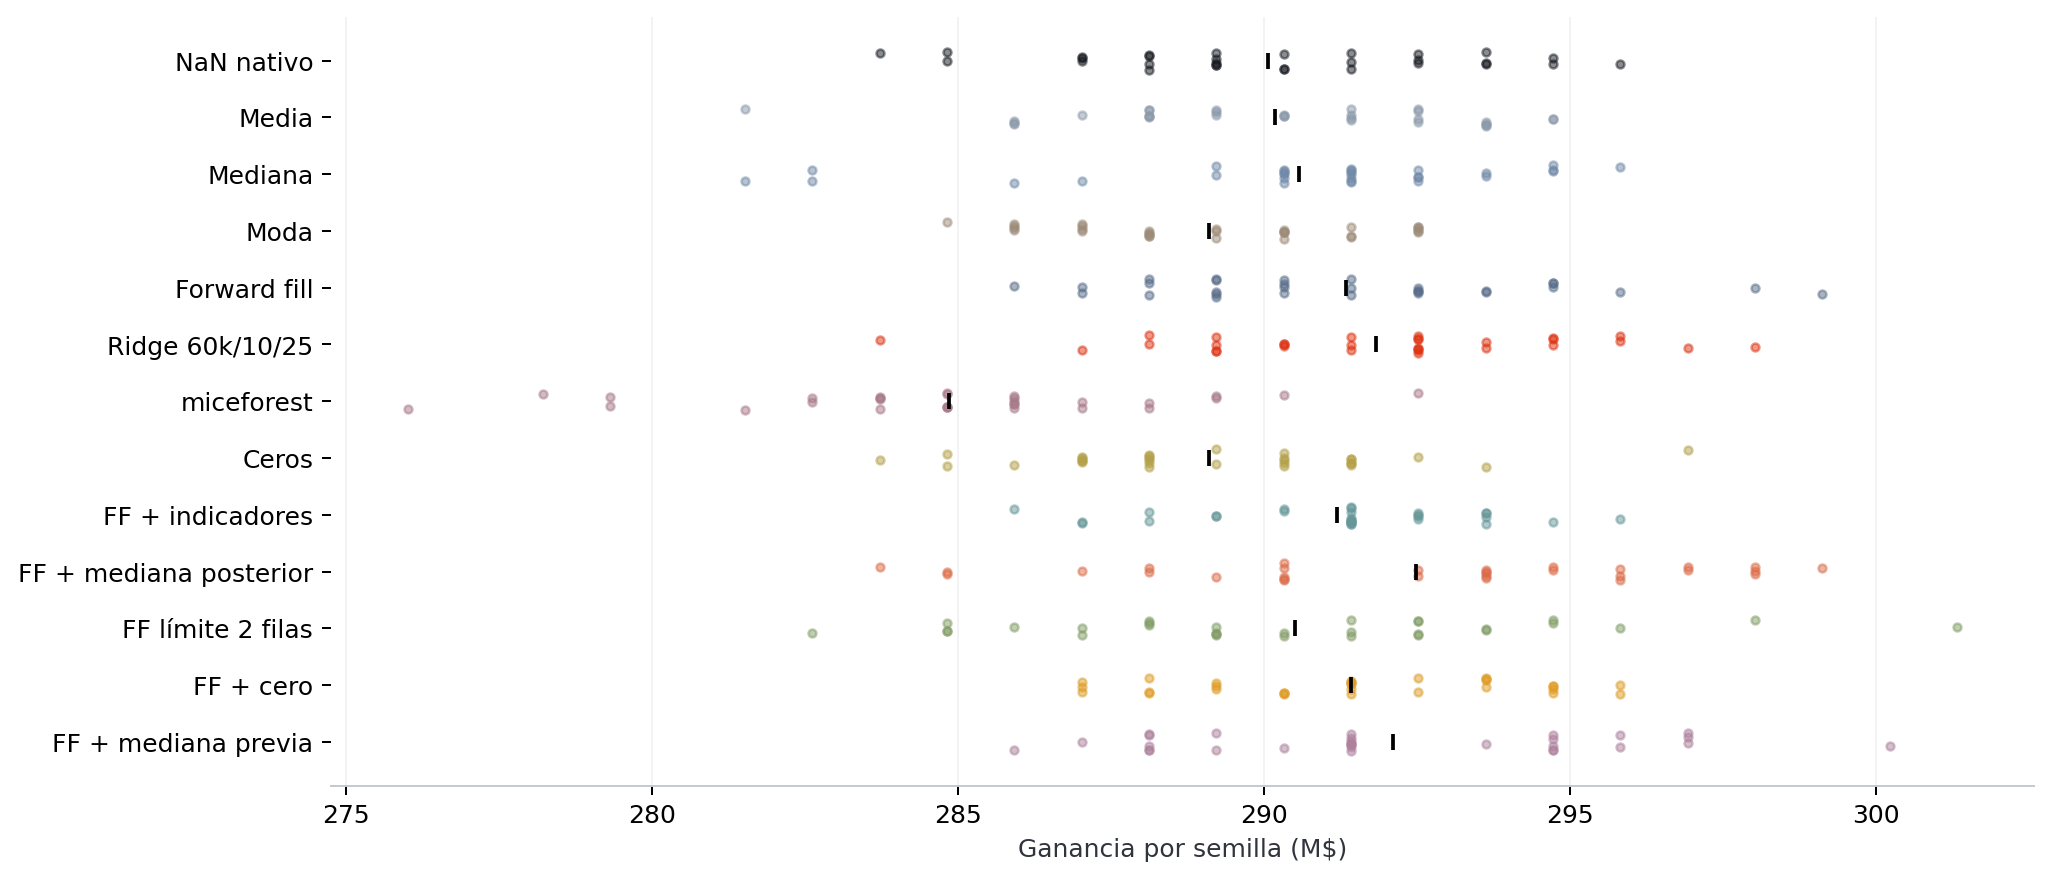 NaN nativo
Media
Mediana
Moda
Forward fill
Ridge 60k/10/25
miceforest
Ceros
FF + indicadores
FF + mediana posterior
FF límite 2 filas
FF + cero
FF + mediana previa
275 280 285 290 295 300
Ganancia por semilla (M$)